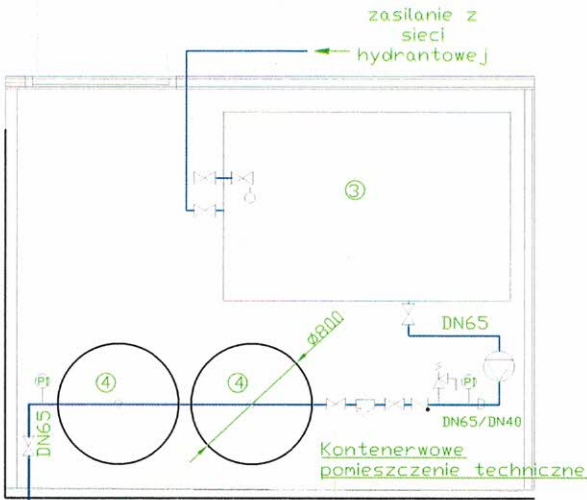 zasilanie z
sieci
hydrantowej
3
DN65
Ø800
4
4
PI
PI
DN65
DN65/DN40
Kontenerwowe
pomieszczenie techniczne